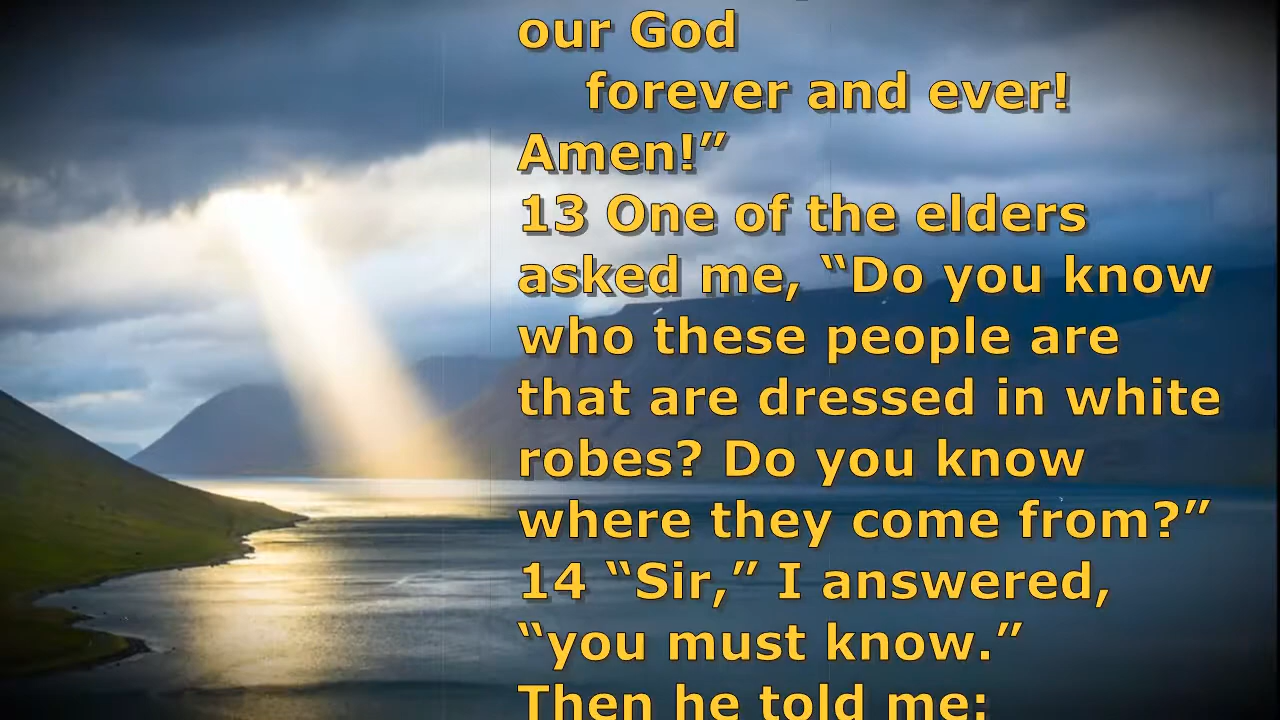 our God
forever and ever!
Amen!”
13 One of the elders
asked me, “Do you know
who these people are
that are dressed in white
robes? Do you know
where they come from?”
14 “Sir,” I answered,
“you must know.”
Then he told me: